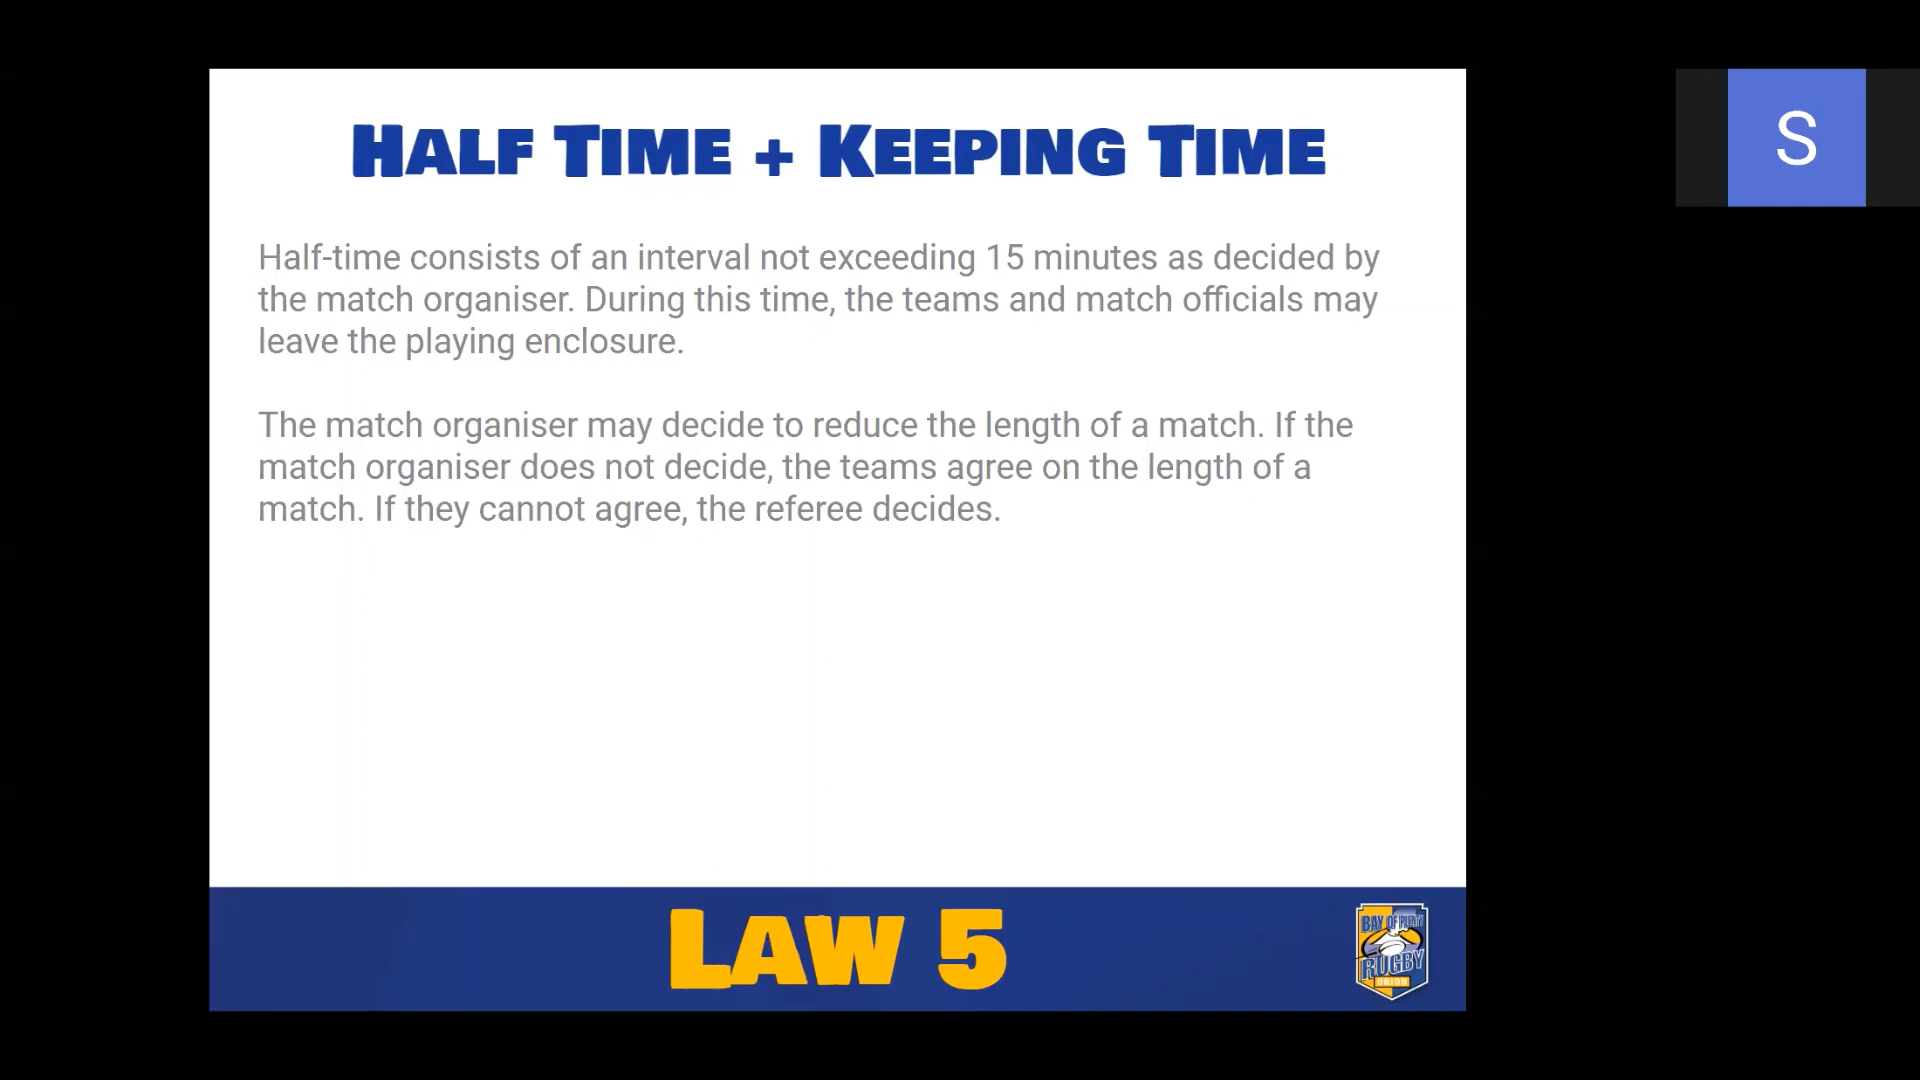 HALF TIME + KEEPING TIME
Half-time consists of an interval not exceeding 15 minutes as decided by
the match organiser. During this time, the teams and match officials may
leave the playing enclosure.
The match organiser may decide to reduce the length of a match. If the
match organiser does not decide, the teams agree on the length of a
match. If they cannot agree, the referee decides.
LAW 5
BAY OF PLENTY
RUGBY
UNION
S